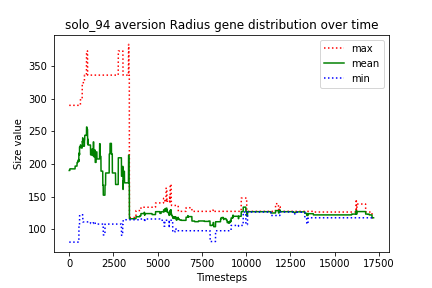 solo_94 aversion Radius gene distribution over time
max
mean
min
Size value
350
300
250
200
150
100
0
2500
5000
7500
10000
12500
15000
17500
Timesteps